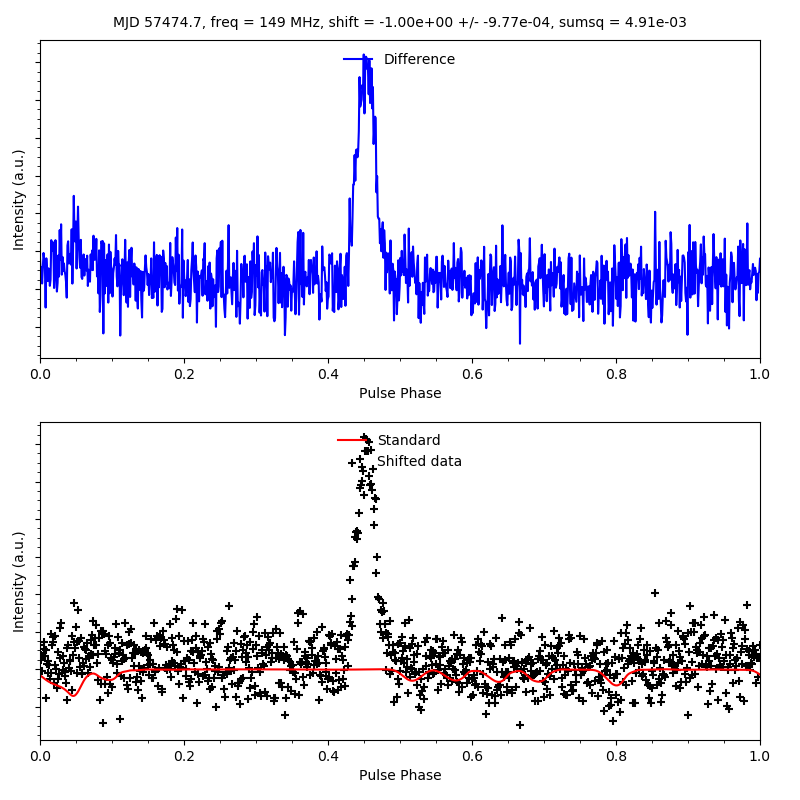 MJD 57474.7, freq = 149 MHz, shift = -1.00e+00 +/- -9.77e-04, sumsq = 4.91e-03
Difference
Intensity (a.u.)
0.0 0.2 0.4 0.6 0.8 1.0
Pulse Phase
Standard
Shifted data
Intensity (a.u.)
0.0 0.2 0.4 0.6 0.8 1.0
Pulse Phase